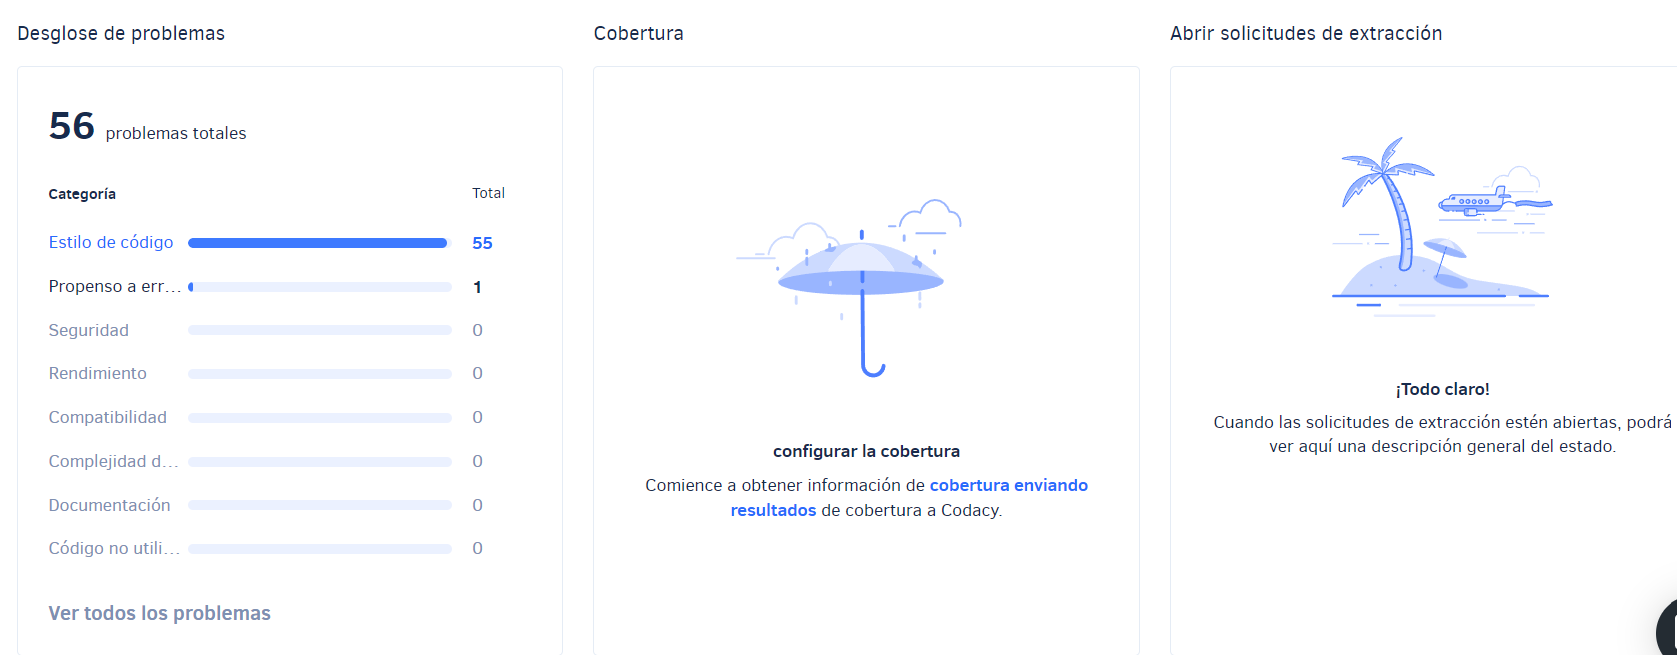 Desglose de problemas
56 problemas totales
Categoría Total
Estilo de código 55
Propenso a err... 1
Seguridad 0
Rendimiento 0
Compatibilidad 0
Complejidad d... 0
Documentación 0
Código no utili... 0
Ver todos los problemas
Cobertura
configurar la cobertura
Comience a obtener información de cobertura enviando
resultados de cobertura a Codacy.
Abrir solicitudes de extracción
¡Todo claro!
Cuando las solicitudes de extracción estén abiertas, podrá
ver aquí una descripción general del estado.